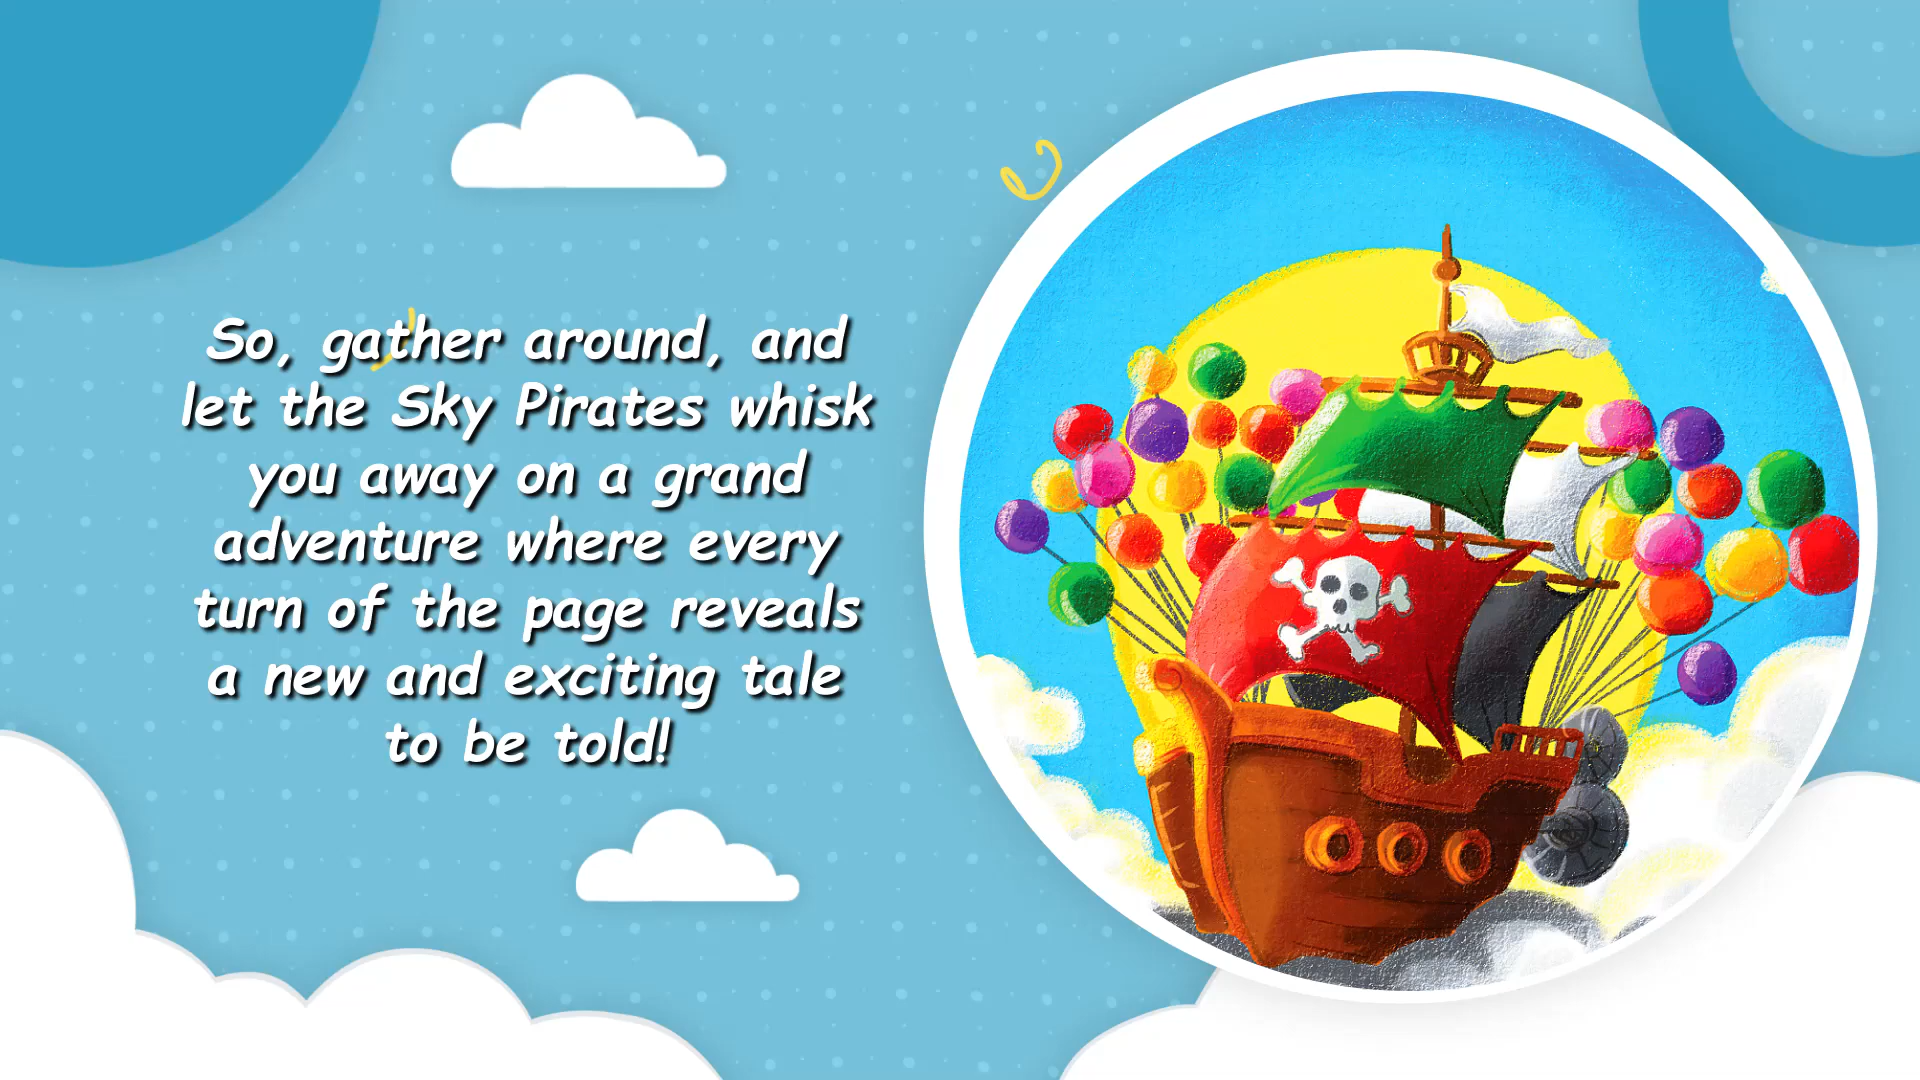 So, gather around, and
let the Sky Pirates whisk
you away on a grand
adventure where every
turn of the page reveals
a new and exciting tale
to be told!